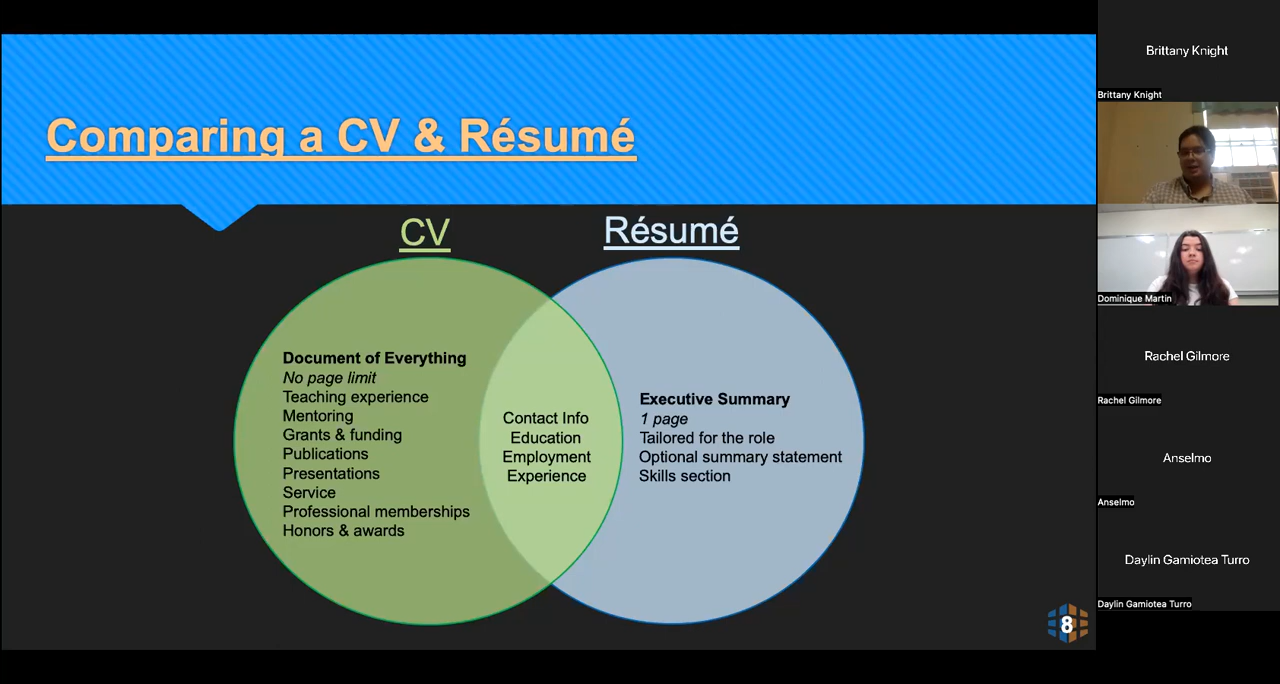 Comparing a CV & Résumé
CV
Résumé
Document of Everything
No page limit
Teaching experience
Mentoring
Grants & funding
Publications
Presentations
Service
Professional memberships
Honors & awards
Contact Info
Education
Employment
Experience
Executive Summary
1 page
Tailored for the role
Optional summary statement
Skills section
8
Brittany Knight
Brittany Knight
Dominique Martin
Rachel Gilmore
Rachel Gilmore
Anselmo
Anselmo
Daylin Gamiotea Turro
Daylin Gamiotea Turro